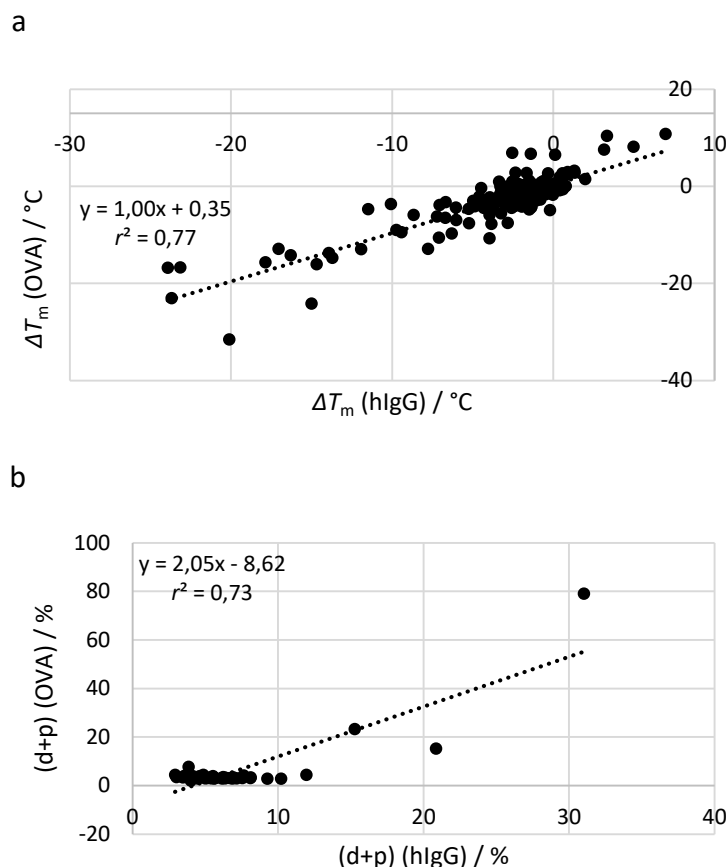 a
20
-30
-20
-10
0
10
0
y = 1,00x + 0,35
r² = 0,77
-20
-40
ΔTm (OVA) / °C
ΔTm (hIgG) / °C
b
100
y = 2,05x - 8,62
r² = 0,73
80
60
40
20
0
-20
0
10
20
30
40
(d+p) (OVA) / %
(d+p) (hIgG) / %